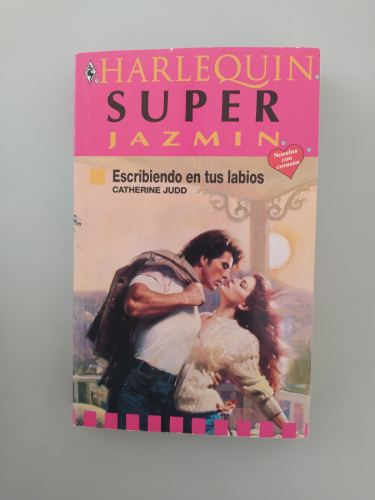 HARLEQUIN
SUPER
JAZMIN
Novelas
con
corazón
Escribiendo en tus labios
CATHERINE JUDD